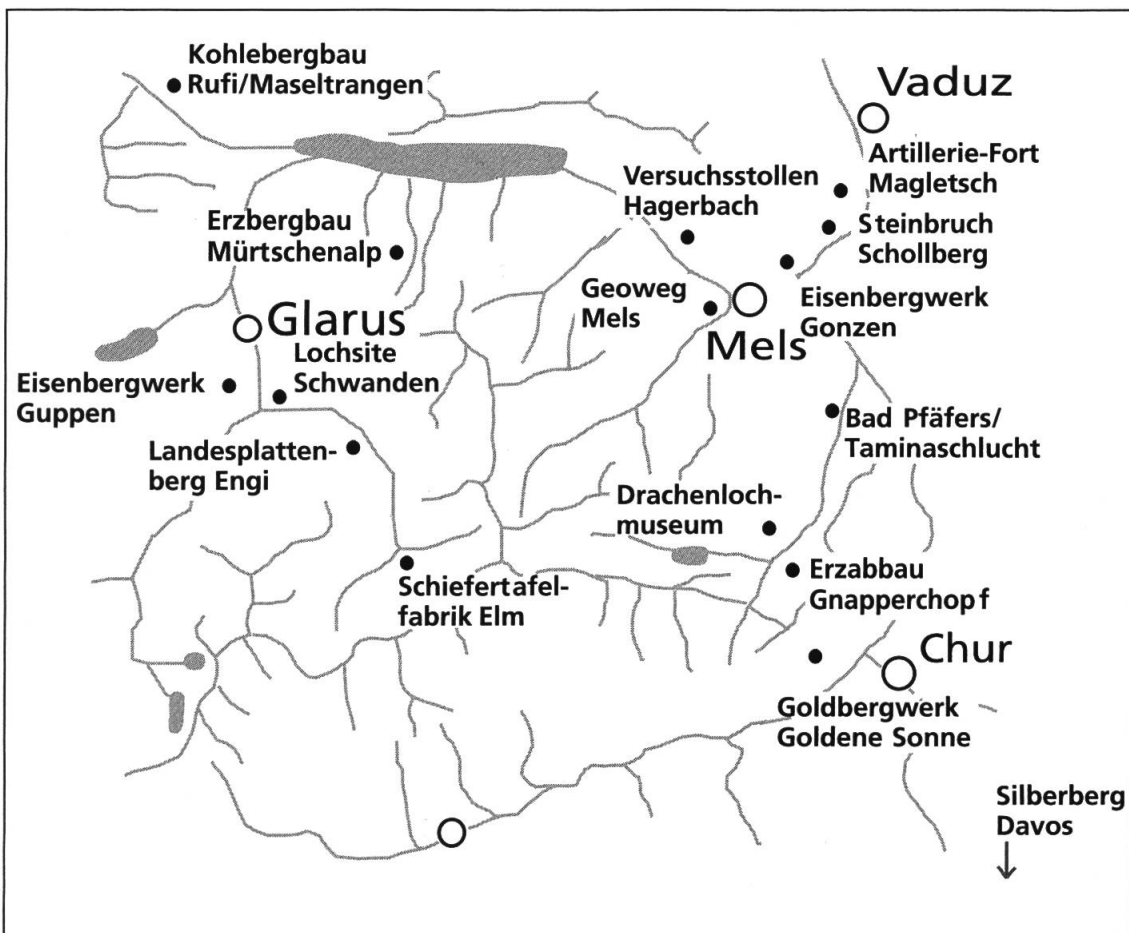 Kohlebergbau
Rufi/Maseltrangen
Vaduz
Artillerie-Fort
Magletsch
Versuchsstollen
Hagerbach
Erzbergbau
Mürtschenalp
Steinbruch
Schollberg
Geoweg
Mels
Eisenbergwerk
Gonzen
Glarus
Mels
Lochsite
Schwanden
Eisenbergwerk
Guppen
Bad Pfäfers/
Taminaschlucht
Landesplatten-
berg Engi
Drachenloch-
museum
Schiefertafel-
fabrik Elm
Erzabbau
Gnapperchopf
Chur
Goldbergwerk
Goldene Sonne
Silberberg
Davos